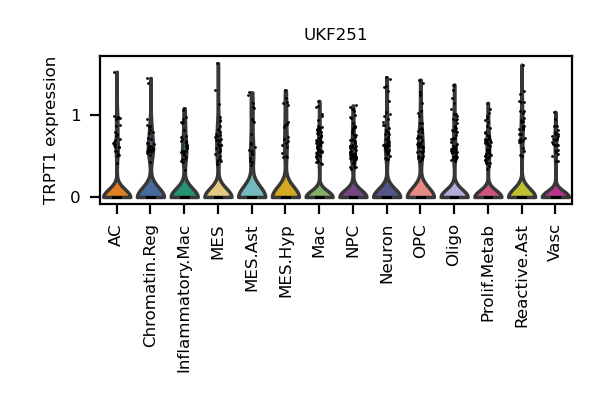 UKF251
TRPT1 expression
1
0
AC
Chromatin.Reg
Inflammatory.Mac
MES
MES.Ast
MES.Hyp
Mac
NPC
Neuron
OPC
Oligo
Prolif.Metab
Reactive.Ast
Vasc